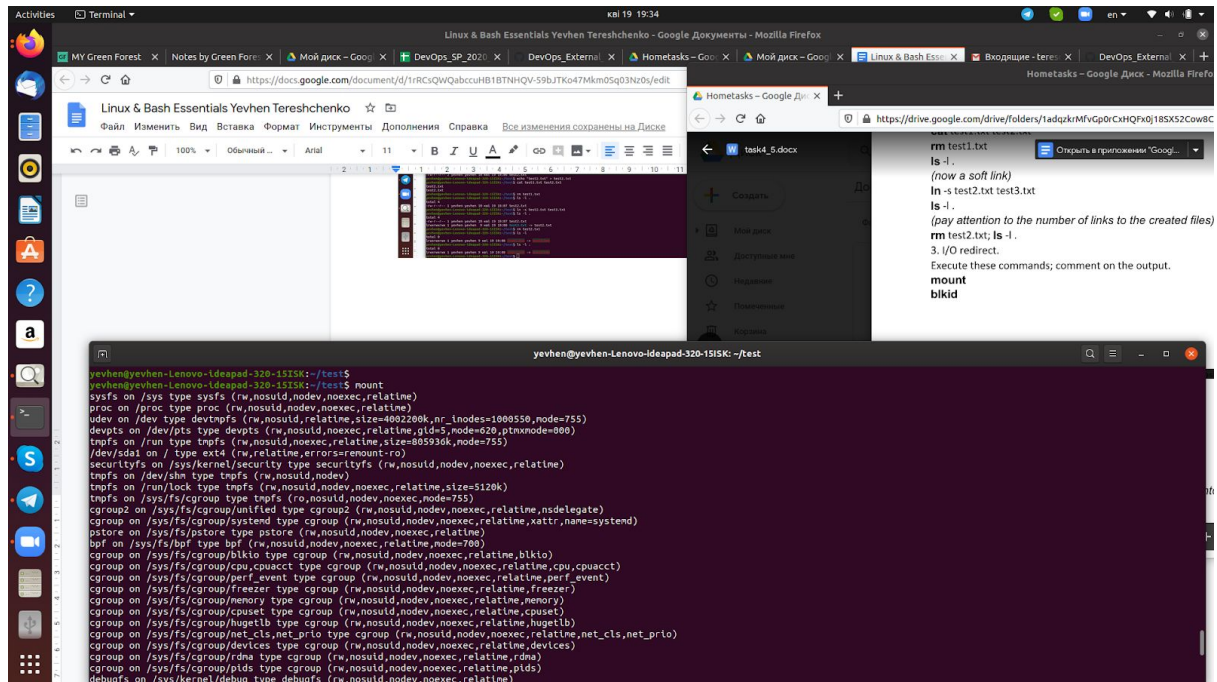 Activities Terminal
кві 19 19:34
en
Linux & Bash Essentials Yevhen Tereshchenko - Google Документы - Mozilla Firefox
MY Green Forest
Notes by Green Fores
Мой диск – Googl
DevOps_SP_2020
DevOps_External_
Hometasks – Goo
Мой диск – Googl
Linux & Bash Esse
Входящие - teres
DevOps_External
https://docs.google.com/document/d/1rRCsQWQabccuHB1BTNHQV-S9bJTKo47Mkm0Sq03Nz0s/edit
Linux & Bash Essentials Yevhen Tereshchenko
Файл Изменить Вид Вставка Формат Инструменты Дополнения Справка Все изменения сохранены на Диске
100% Обычный ... Arial 11 B I U A
Hometasks – Google Диск - Mozilla Firefo
Hometasks – Google Ди
https://drive.google.com/drive/folders/1adqzkrMfvGp0rCxHQFx0j18SX52Cow8C
task4_5.docx
Открыть в приложении "Googl...
Создать
Мой диск
Доступные мне
Недавние
Помеченные
Корзина
rm test1.txt
ls -l .
(now a soft link)
ln -s test2.txt test3.txt
ls -l .
(pay attention to the number of links to the created files)
rm test2.txt; ls -l .
3. I/O redirect.
Execute these commands; comment on the output.
mount
blkid
yevhen@yevhen-Lenovo-ideapad-320-15ISK: ~/test
yevhen@yevhen-Lenovo-ideapad-320-15ISK:~/test$
yevhen@yevhen-Lenovo-ideapad-320-15ISK:~/test$ mount
sysfs on /sys type sysfs (rw,nosuid,nodev,noexec,relatime)
proc on /proc type proc (rw,nosuid,nodev,noexec,relatime)
udev on /dev type devtmpfs (rw,nosuid,relatime,size=4002200k,nr_inodes=1000550,mode=755)
devpts on /dev/pts type devpts (rw,nosuid,noexec,relatime,gid=5,mode=620,ptmxmode=000)
tmpfs on /run type tmpfs (rw,nosuid,noexec,relatime,size=805936k,mode=755)
/dev/sda1 on / type ext4 (rw,relatime,errors=remount-ro)
securityfs on /sys/kernel/security type securityfs (rw,nosuid,nodev,noexec,relatime)
tmpfs on /dev/shm type tmpfs (rw,nosuid,nodev)
tmpfs on /run/lock type tmpfs (rw,nosuid,nodev,noexec,relatime,size=5120k)
tmpfs on /sys/fs/cgroup type tmpfs (ro,nosuid,nodev,noexec,mode=755)
cgroup2 on /sys/fs/cgroup/unified type cgroup2 (rw,nosuid,nodev,noexec,relatime,nsdelegate)
cgroup on /sys/fs/cgroup/systemd type cgroup (rw,nosuid,nodev,noexec,relatime,xattr,name=systemd)
pstore on /sys/fs/pstore type pstore (rw,nosuid,nodev,noexec,relatime)
bpf on /sys/fs/bpf type bpf (rw,nosuid,nodev,noexec,relatime,mode=700)
cgroup on /sys/fs/cgroup/blkio type cgroup (rw,nosuid,nodev,noexec,relatime,blkio)
cgroup on /sys/fs/cgroup/cpu,cpuacct type cgroup (rw,nosuid,nodev,noexec,relatime,cpu,cpuacct)
cgroup on /sys/fs/cgroup/perf_event type cgroup (rw,nosuid,nodev,noexec,relatime,perf_event)
cgroup on /sys/fs/cgroup/freezer type cgroup (rw,nosuid,nodev,noexec,relatime,freezer)
cgroup on /sys/fs/cgroup/memory type cgroup (rw,nosuid,nodev,noexec,relatime,memory)
cgroup on /sys/fs/cgroup/cpuset type cgroup (rw,nosuid,nodev,noexec,relatime,cpuset)
cgroup on /sys/fs/cgroup/hugetlb type cgroup (rw,nosuid,nodev,noexec,relatime,hugetlb)
cgroup on /sys/fs/cgroup/net_cls,net_prio type cgroup (rw,nosuid,nodev,noexec,relatime,net_cls,net_prio)
cgroup on /sys/fs/cgroup/devices type cgroup (rw,nosuid,nodev,noexec,relatime,devices)
cgroup on /sys/fs/cgroup/rdma type cgroup (rw,nosuid,nodev,noexec,relatime,rdma)
cgroup on /sys/fs/cgroup/pids type cgroup (rw,nosuid,nodev,noexec,relatime,pids)
debugfs on /sys/kernel/debug type debugfs (rw,nosuid,nodev,noexec,relatime)